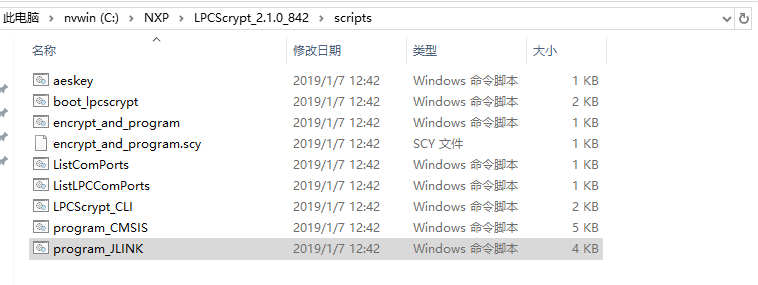 此电脑 > nvwin (C:) > NXP > LPCScrypt_2.1.0_842 > scripts
名称 修改日期 类型 大小
aeskey 2019/1/7 12:42 Windows 命令脚本 1 KB
boot_lpcscrypt 2019/1/7 12:42 Windows 命令脚本 2 KB
encrypt_and_program 2019/1/7 12:42 Windows 命令脚本 1 KB
encrypt_and_program.scy 2019/1/7 12:42 SCY 文件 1 KB
ListComPorts 2019/1/7 12:42 Windows 命令脚本 1 KB
ListLPCComPorts 2019/1/7 12:42 Windows 命令脚本 1 KB
LPCScrypt_CLI 2019/1/7 12:42 Windows 命令脚本 2 KB
program_CMSIS 2019/1/7 12:42 Windows 命令脚本 1 KB
program_JLINK 2019/1/7 12:42 Windows 命令脚本 4 KB